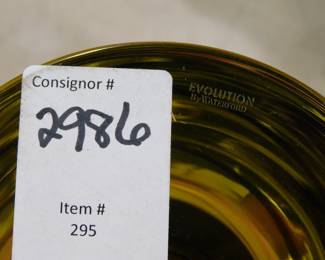 Consignor #
2986
Item #
295
EVOLUTION
By WATERFORD